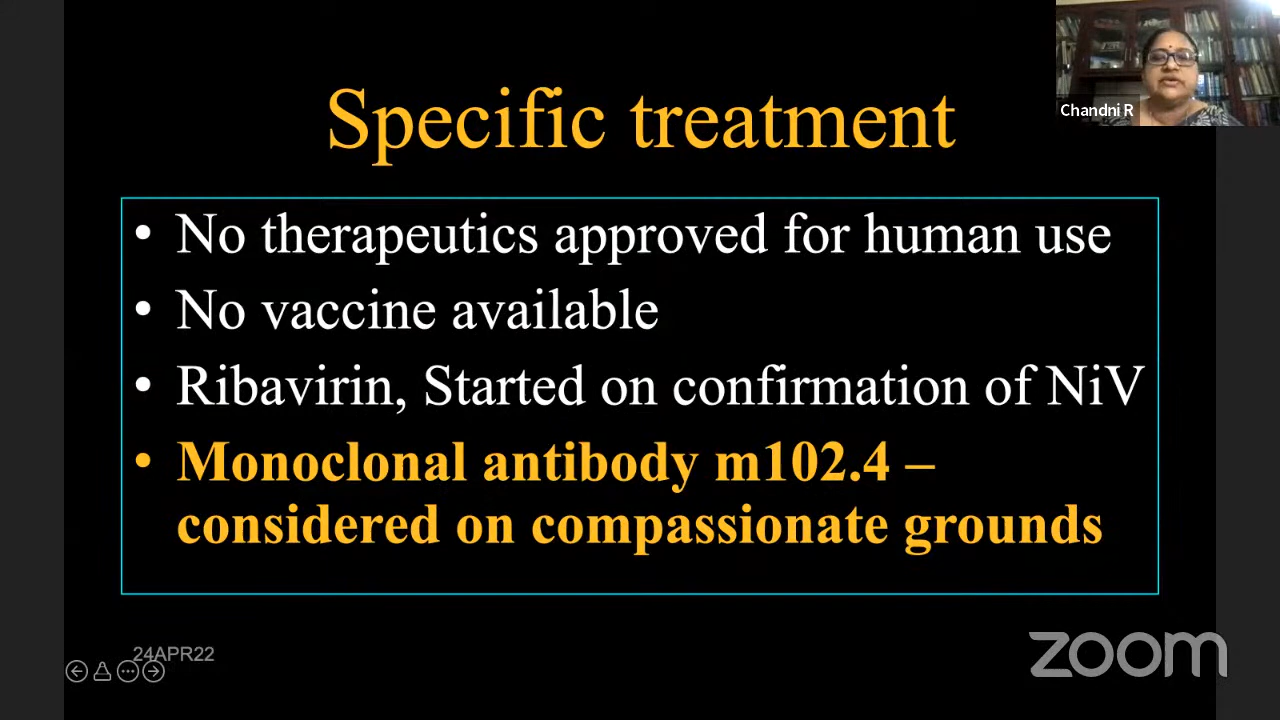 Specific treatment
Chandni R
• No therapeutics approved for human use
• No vaccine available
• Ribavirin, Started on confirmation of NiV
• Monoclonal antibody m102.4 –
considered on compassionate grounds
24APR22
zoom